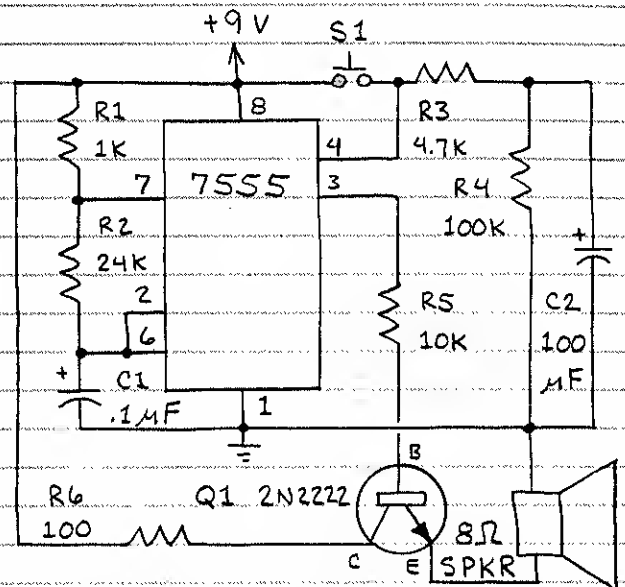 +9 V
S1
R1
1K
8
4
R3
4.7K
7
7555
3
R4
100K
R2
24K
2
6
R5
10K
+
C2
100
µF
+
C1
.1µF
1
B
R6
100
Q1 2N2222
C
E
8Ω
SPKR